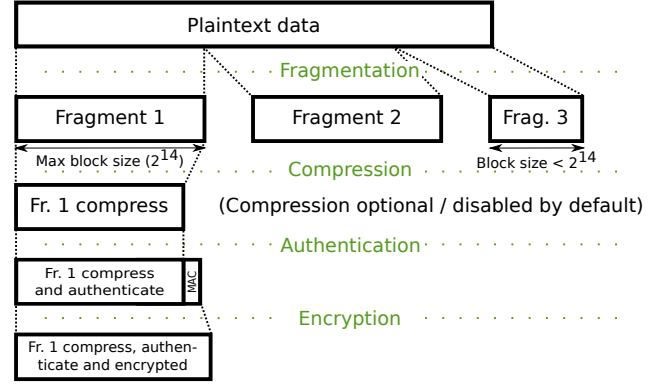 Plaintext data
Fragmentation
Fragment 1
Fragment 2
Frag. 3
Max block size (2^14)
Block size < 2^14
Compression
Fr. 1 compress
(Compression optional / disabled by default)
Authentication
Fr. 1 compress
and authenticate
MAC
Encryption
Fr. 1 compress, authen-
ticate and encrypted